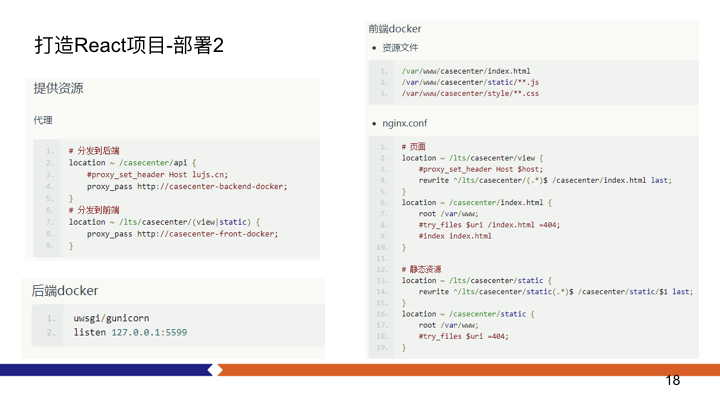 打造React项目-部署2
提供资源
代理
1. # 分发到后端
2. location ~ /casecenter/api {
3. #proxy_set_header Host lujs.cn;
4. proxy_pass http://casecenter-backend-docker;
5. }
6. # 分发到前端
7. location ~ /lts/casecenter/(view|static) {
8. proxy_pass http://casecenter-front-docker;
9. }
后端docker
1. uwsgi/gunicorn
2. listen 127.0.0.1:5599
前端docker
• 资源文件
1. /var/www/casecenter/index.html
2. /var/www/casecenter/static/**.js
3. /var/www/casecenter/style/**.css
• nginx.conf
1. # 页面
2. location ~ /lts/casecenter/view {
3. #proxy_set_header Host $host;
4. rewrite ^/lts/casecenter/(.*)$ /casecenter/index.html last;
5. }
6. location ~ /casecenter/index.html {
7. root /var/www;
8. #try_files $uri /index.html =404;
9. #index index.html
10. }
11.
12. # 静态资源
13. location ~ /lts/casecenter/static {
14. rewrite ^/lts/casecenter/static(.*)$ /casecenter/static/$1 last;
15. }
16. location ~ /casecenter/static {
17. root /var/www;
18. #try_files $uri =404;
19. }
18